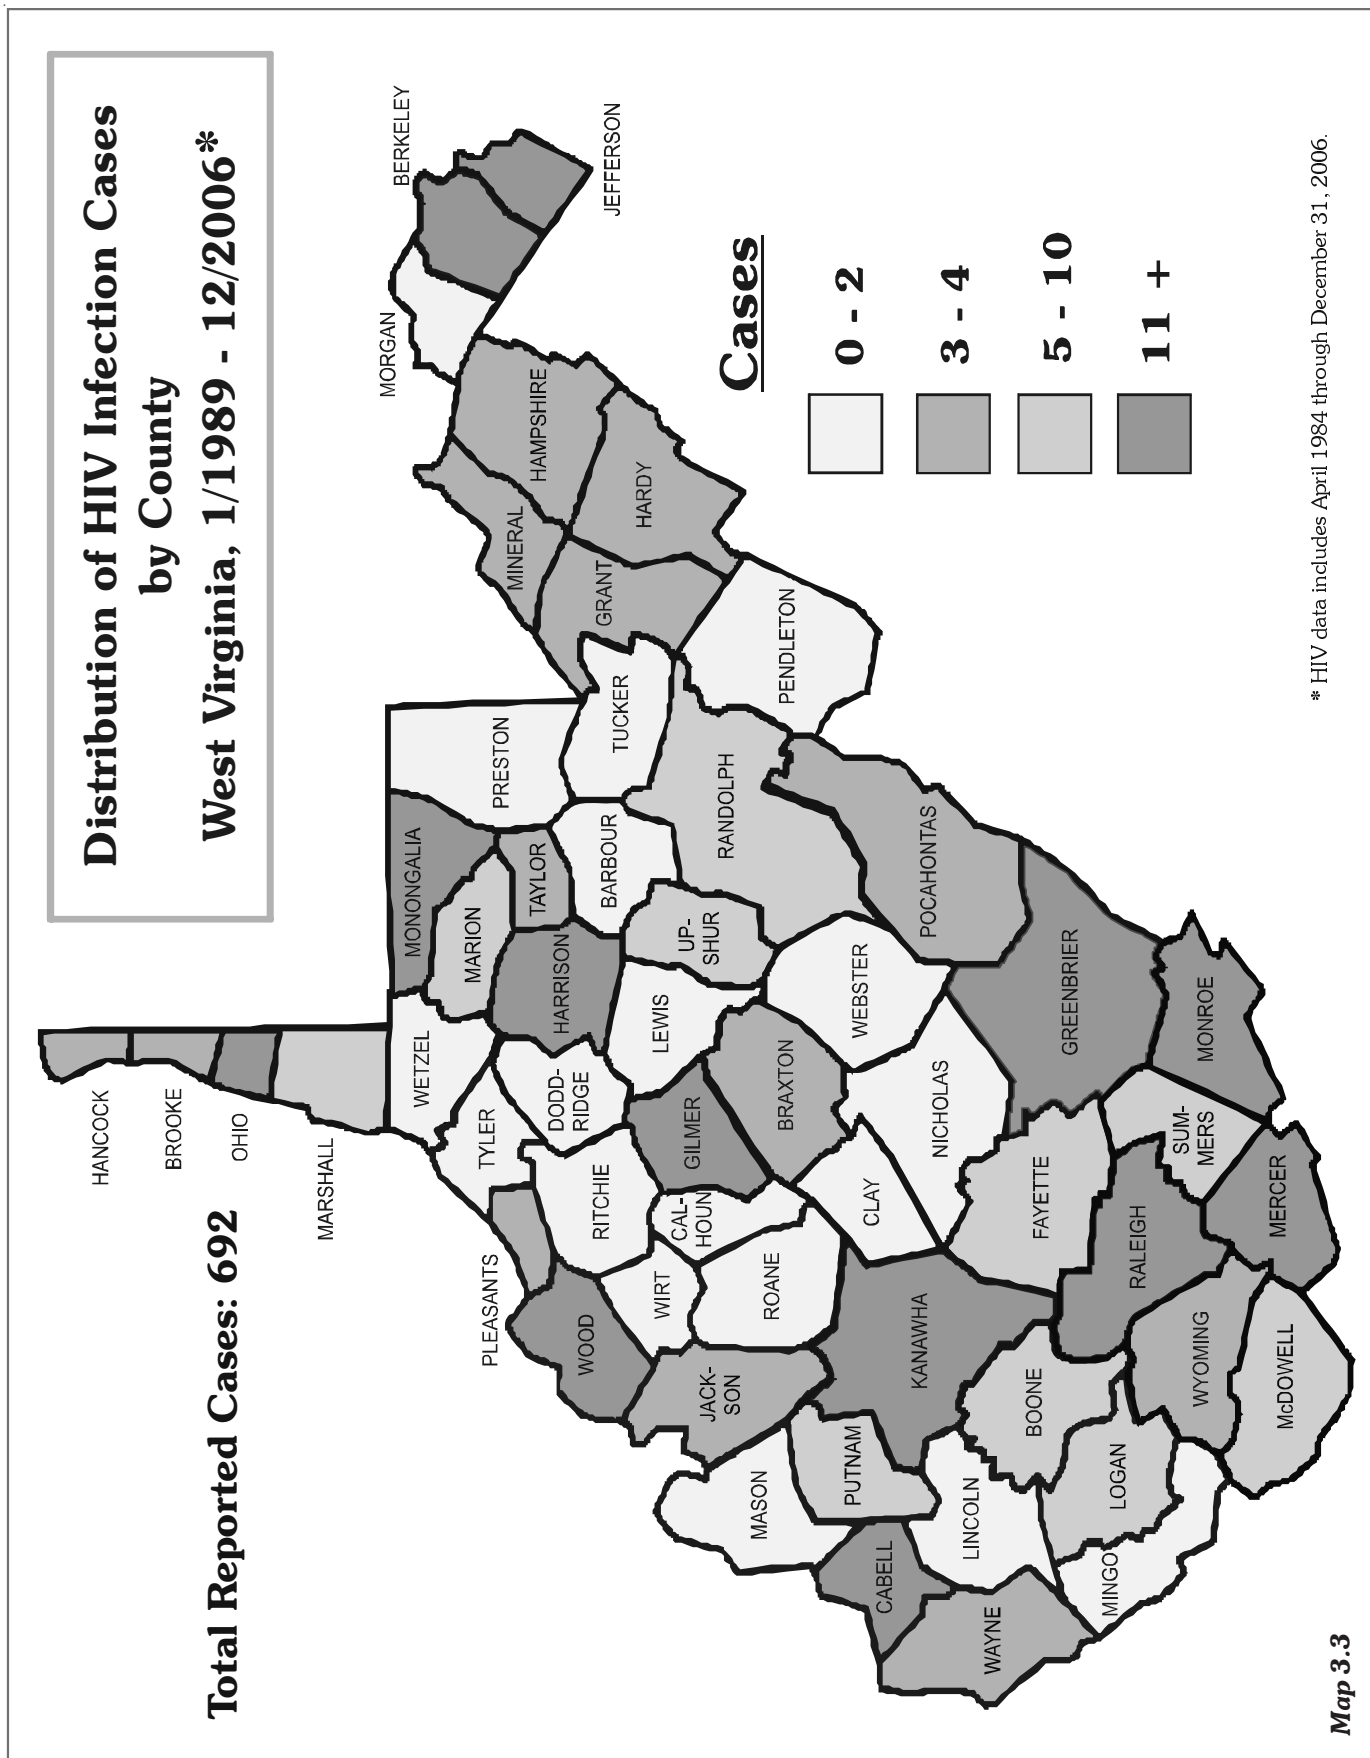 Distribution of HIV Infection Cases
by County
West Virginia, 1/1989 - 12/2006*
Total Reported Cases: 692
HANCOCK
BROOKE
OHIO
MARSHALL
WETZEL
MONONGALIA
MARION
PRESTON
TAYLOR
HARRISON
BARBOUR
TUCKER
TYLER
DODD-
RIDGE
PLEASANTS
RITCHIE
WOOD
WIRT
CAL-
HOUN
GILMER
LEWIS
UP-
SHUR
RANDOLPH
MINERAL
GRANT
HAMPSHIRE
HARDY
PENDLETON
MORGAN
BERKELEY
JEFFERSON
JACK-
SON
ROANE
BRAXTON
WEBSTER
POCAHONTAS
MASON
PUTNAM
KANAWHA
CLAY
NICHOLAS
GREENBRIER
CABELL
WAYNE
LINCOLN
BOONE
FAYETTE
SUM-
MERS
MONROE
MINGO
LOGAN
RALEIGH
WYOMING
MERCER
McDOWELL
Cases
0 - 2
3 - 4
5 - 10
11 +
* HIV data includes April 1984 through December 31, 2006.
Map 3.3